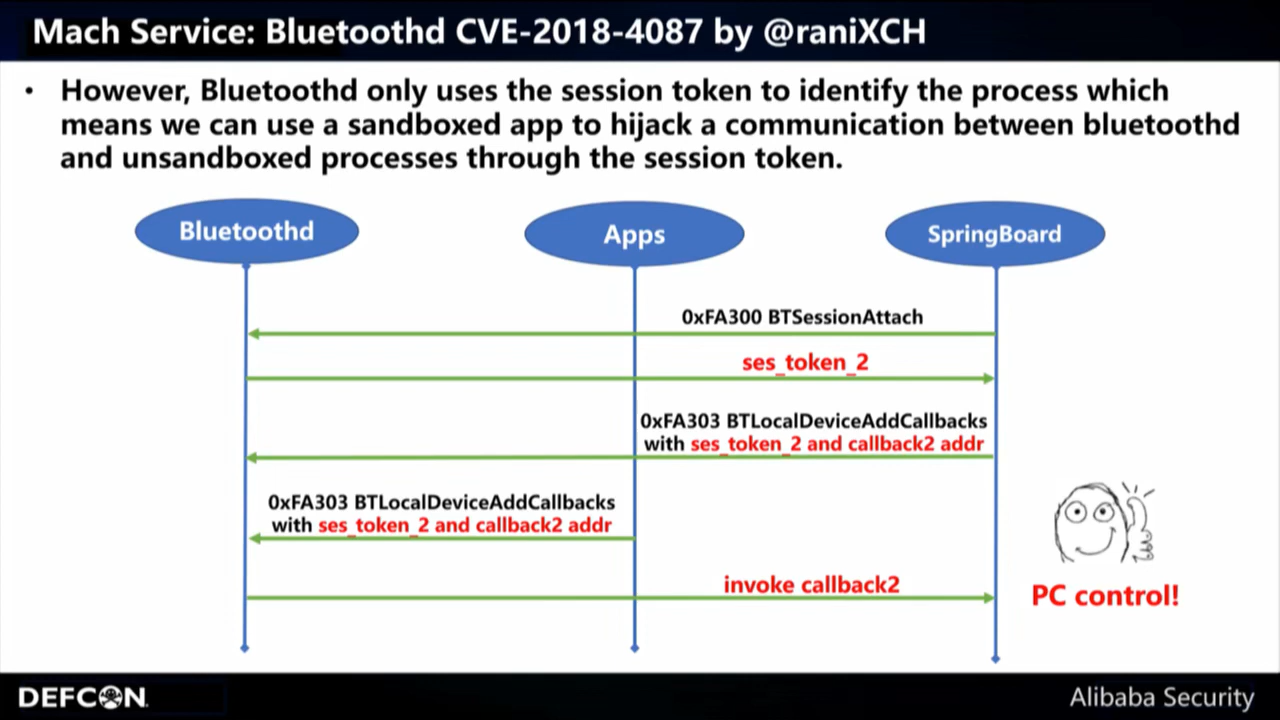 Mach Service: Bluetoothd CVE-2018-4087 by @raniXCH
• However, Bluetoothd only uses the session token to identify the process which
means we can use a sandboxed app to hijack a communication between bluetoothd
and unsandboxed processes through the session token.
Bluetoothd
Apps
SpringBoard
0xFA300 BTSessionAttach
ses_token_2
0xFA303 BTLocalDeviceAddCallbacks
with ses_token_2 and callback2 addr
0xFA303 BTLocalDeviceAddCallbacks
with ses_token_2 and callback2 addr
invoke callback2
PC control!
DEFCON
Alibaba Security